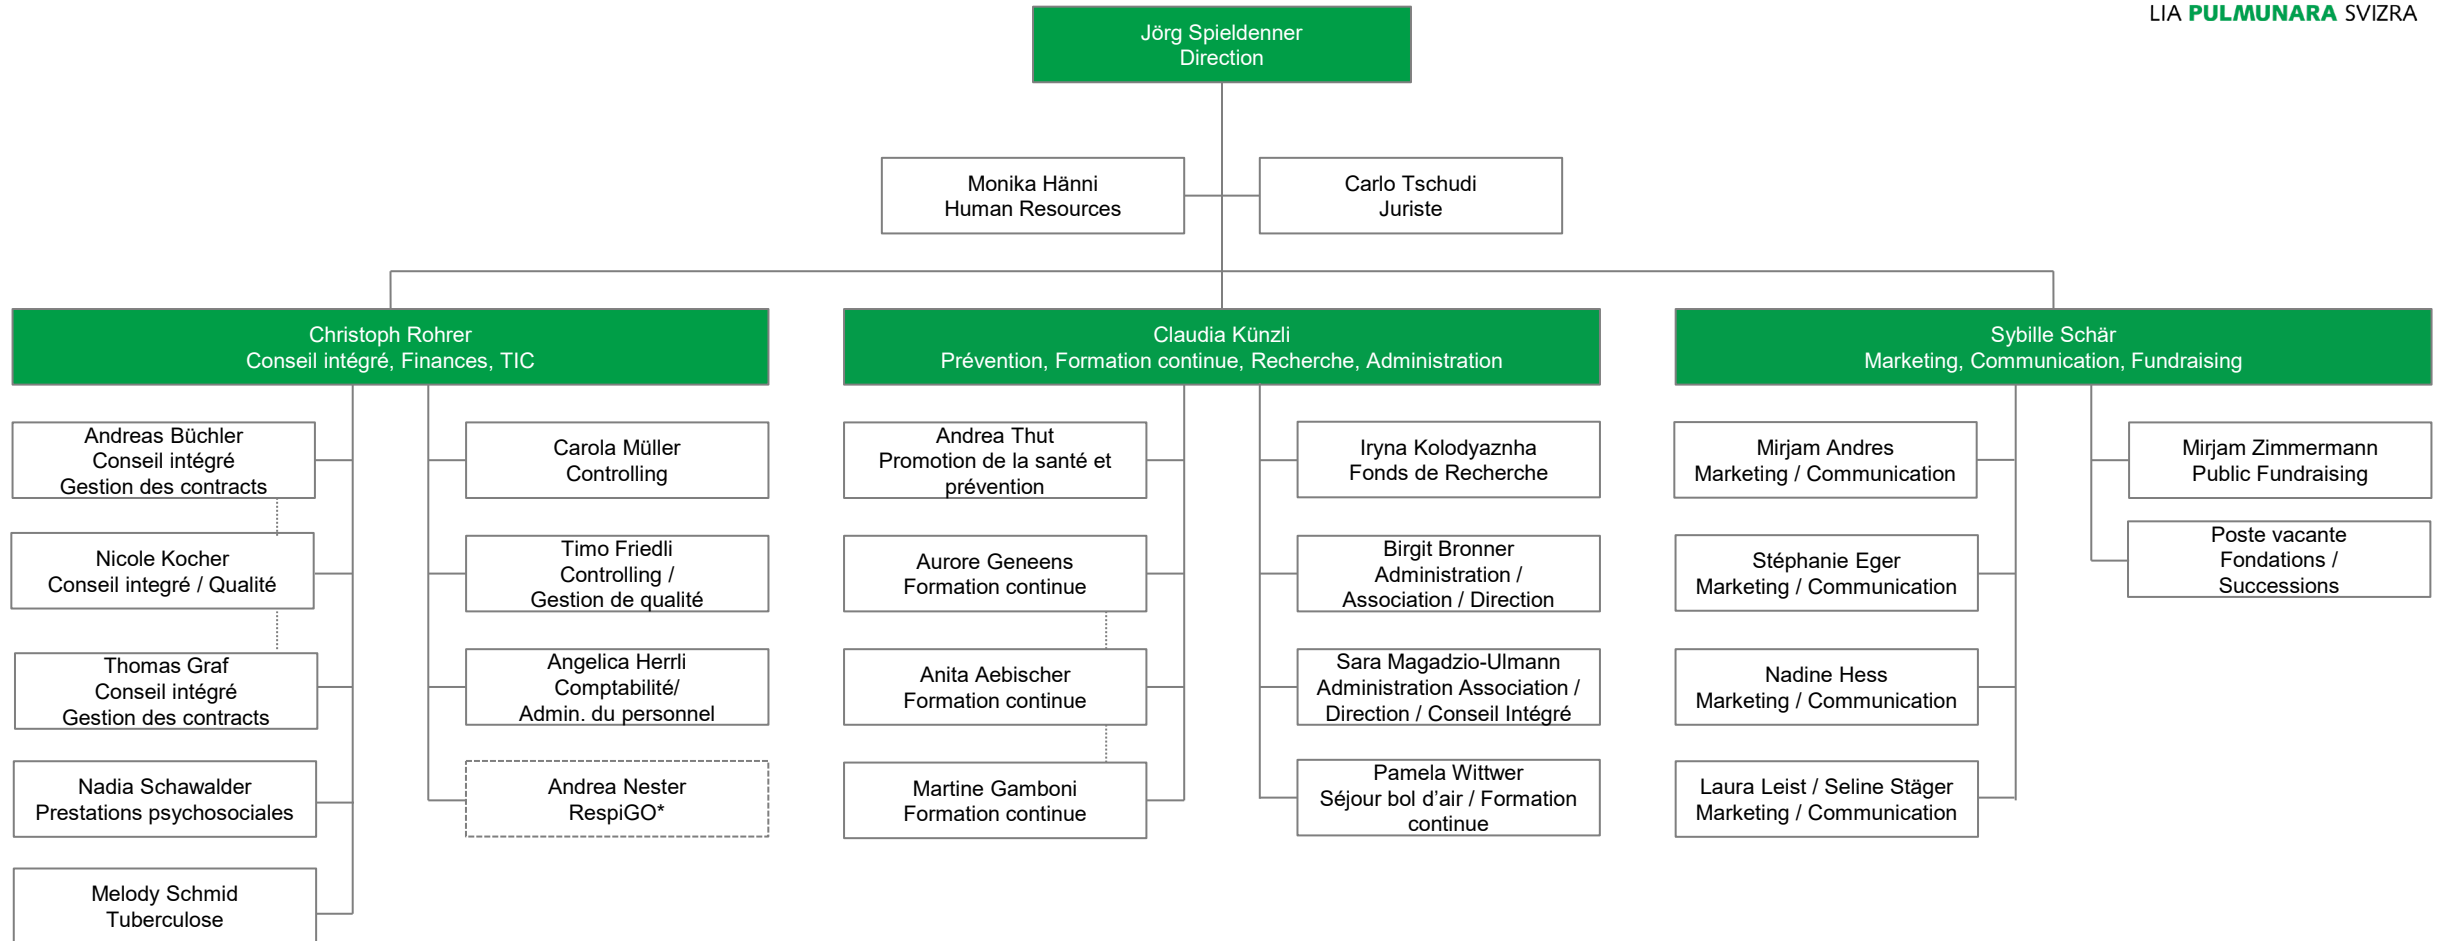 LIA PULMUNARA SVIZRA
Jörg Spieldenner
Direction
Monika Hänni
Human Resources
Carlo Tschudi
Juriste
Christoph Rohrer
Conseil intégré, Finances, TIC
Claudia Künzli
Prévention, Formation continue, Recherche, Administration
Sybille Schär
Marketing, Communication, Fundraising
Andreas Büchler
Conseil intégré
Gestion des contracts
Nicole Kocher
Conseil integré / Qualité
Thomas Graf
Conseil intégré
Gestion des contracts
Nadia Schawalder
Prestations psychosociales
Melody Schmid
Tuberculose
Carola Müller
Controlling
Timo Friedli
Controlling /
Gestion de qualité
Angelica Herrli
Comptabilité/
Admin. du personnel
Andrea Nester
RespiGO*
Andrea Thut
Promotion de la santé et
prévention
Aurore Geneens
Formation continue
Anita Aebischer
Formation continue
Martine Gamboni
Formation continue
Iryna Kolodyaznha
Fonds de Recherche
Birgit Bronner
Administration /
Association / Direction
Sara Magadzio-Ulmann
Administration Association /
Direction / Conseil Intégré
Pamela Wittwer
Séjour bol d’air / Formation
continue
Mirjam Andres
Marketing / Communication
Stéphanie Eger
Marketing / Communication
Nadine Hess
Marketing / Communication
Laura Leist / Seline Stäger
Marketing / Communication
Mirjam Zimmermann
Public Fundraising
Poste vacante
Fondations /
Successions